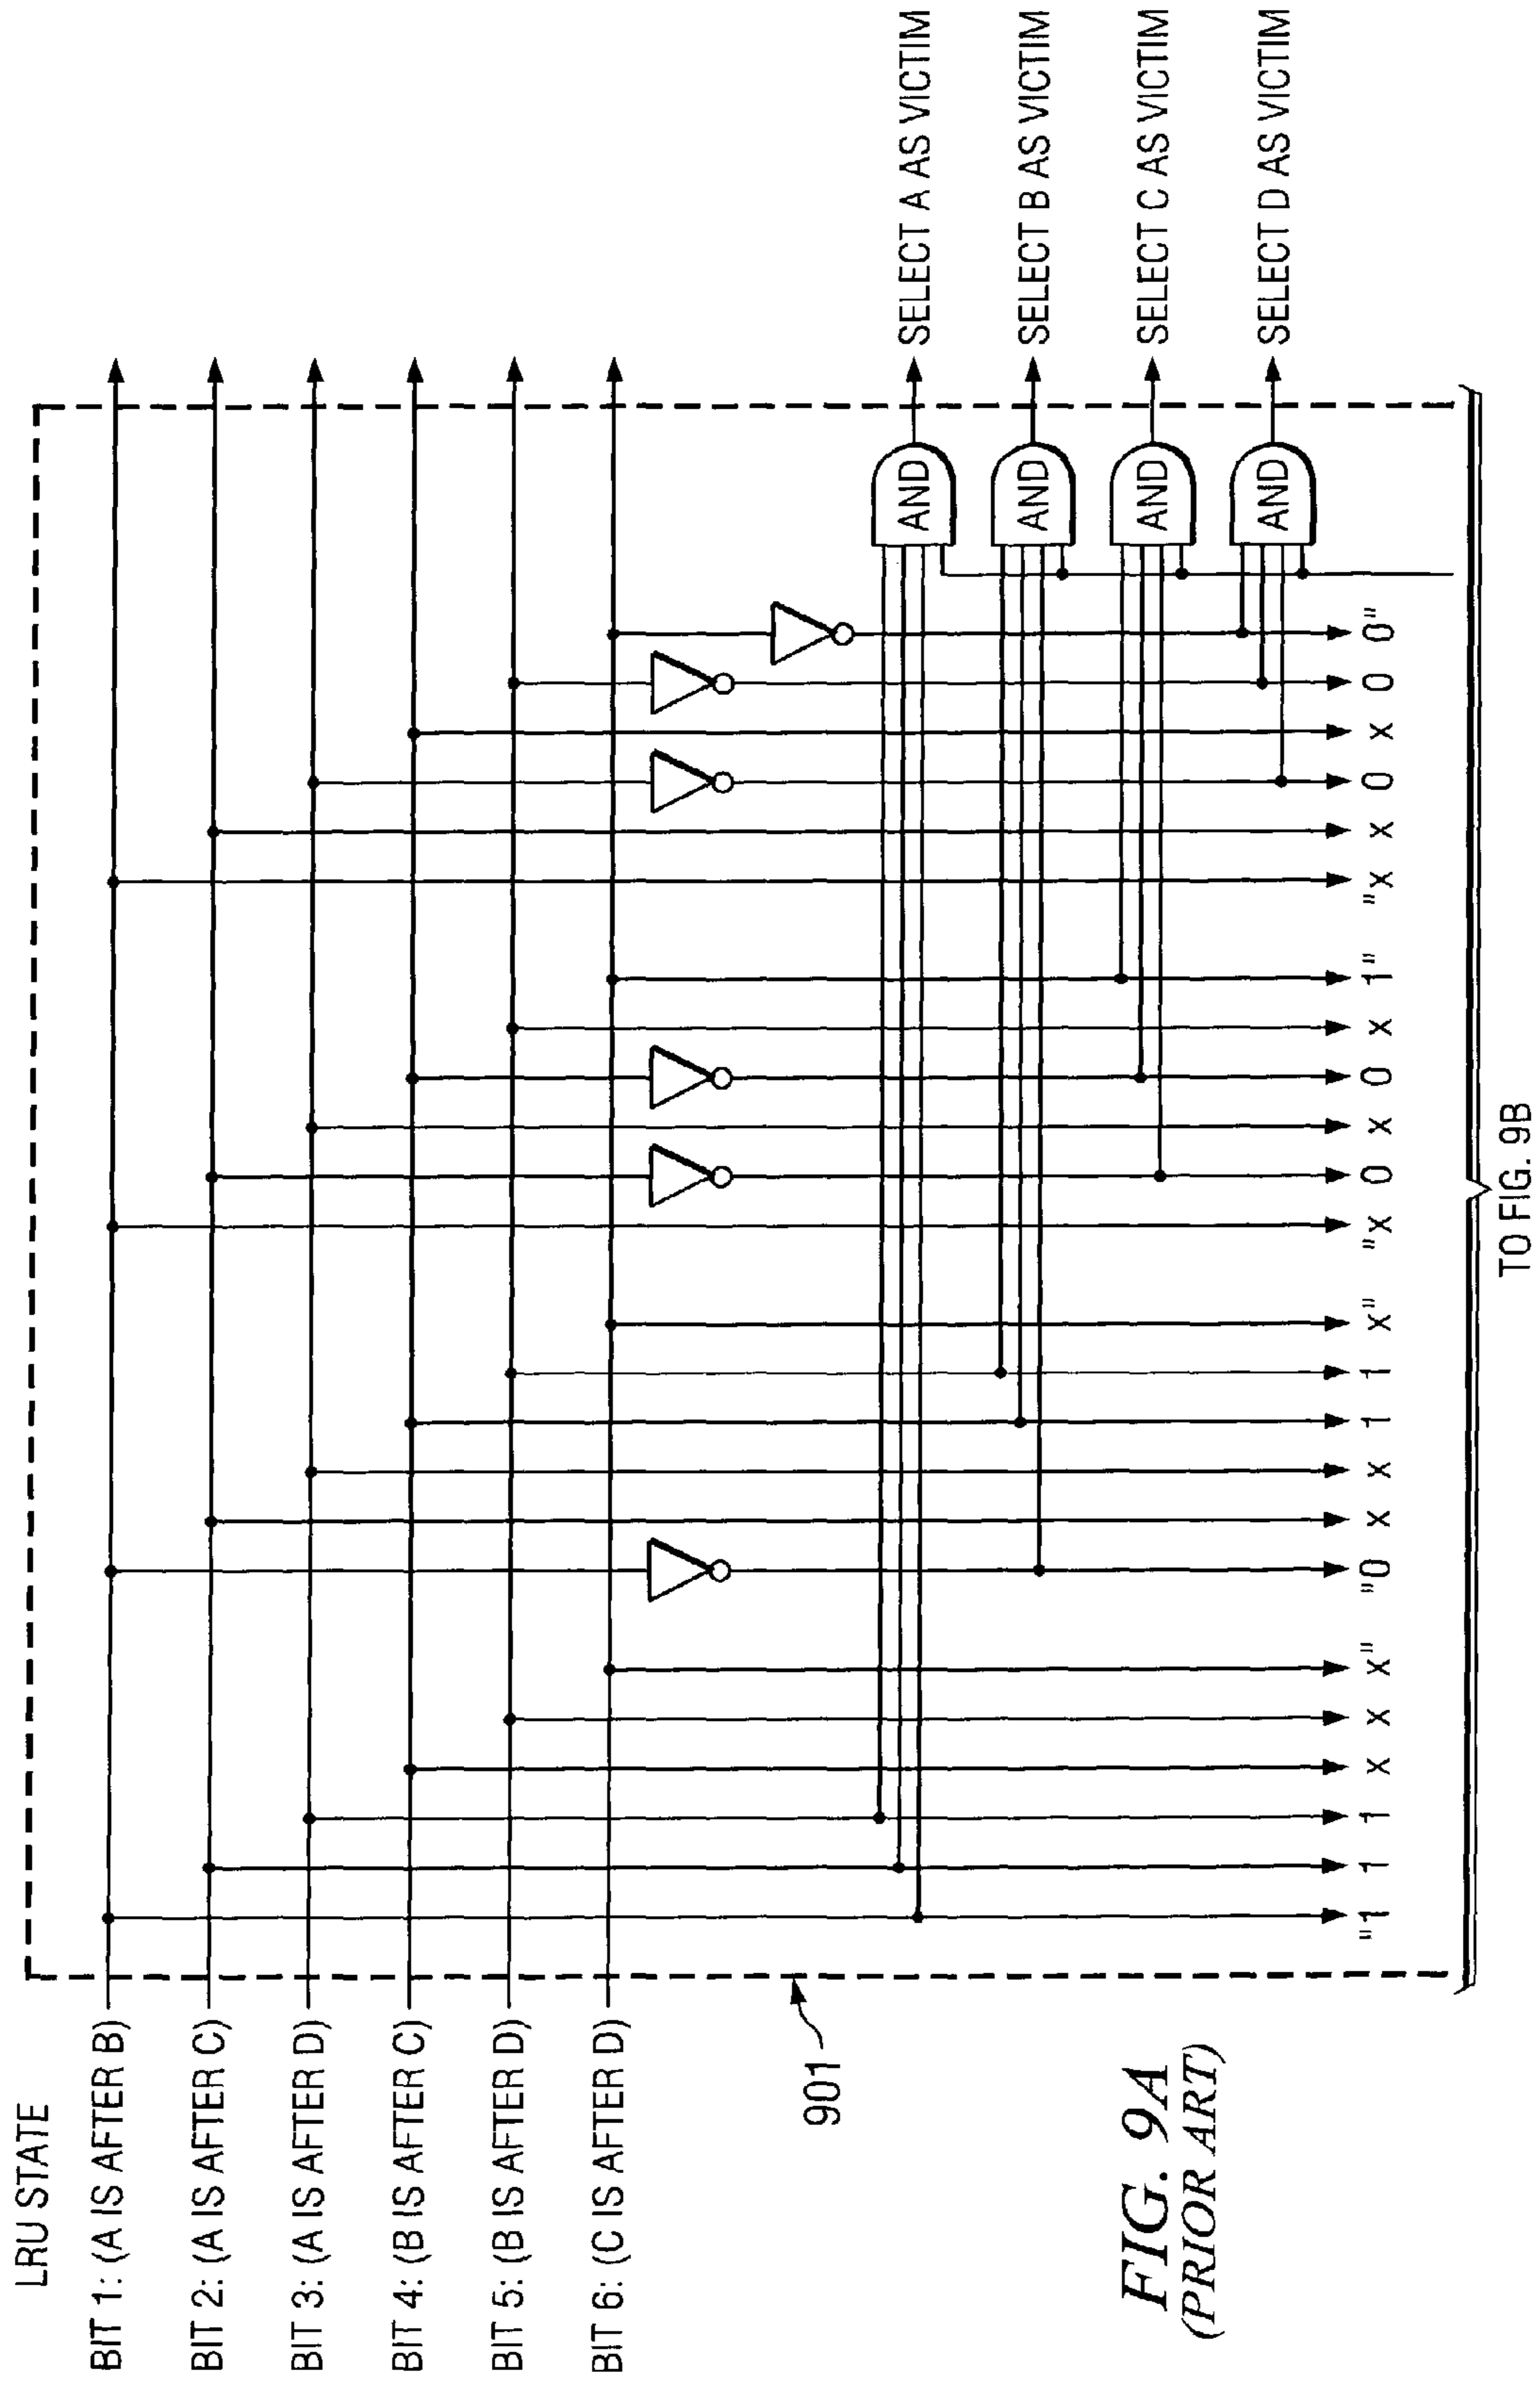 LRU STATE
BIT 1: (A IS AFTER B)
BIT 2: (A IS AFTER C)
BIT 3: (A IS AFTER D)
BIT 4: (B IS AFTER C)
BIT 5: (B IS AFTER D)
BIT 6: (C IS AFTER D)
901
AND
SELECT A AS VICTIM
AND
SELECT B AS VICTIM
AND
SELECT C AS VICTIM
AND
SELECT D AS VICTIM
"1 1 1 x x x" "0 x x 1 1 x" "x 0 x 0 x 1" "x x 0 x 0 0"
TO FIG. 9B
FIG. 9A
(PRIOR ART)